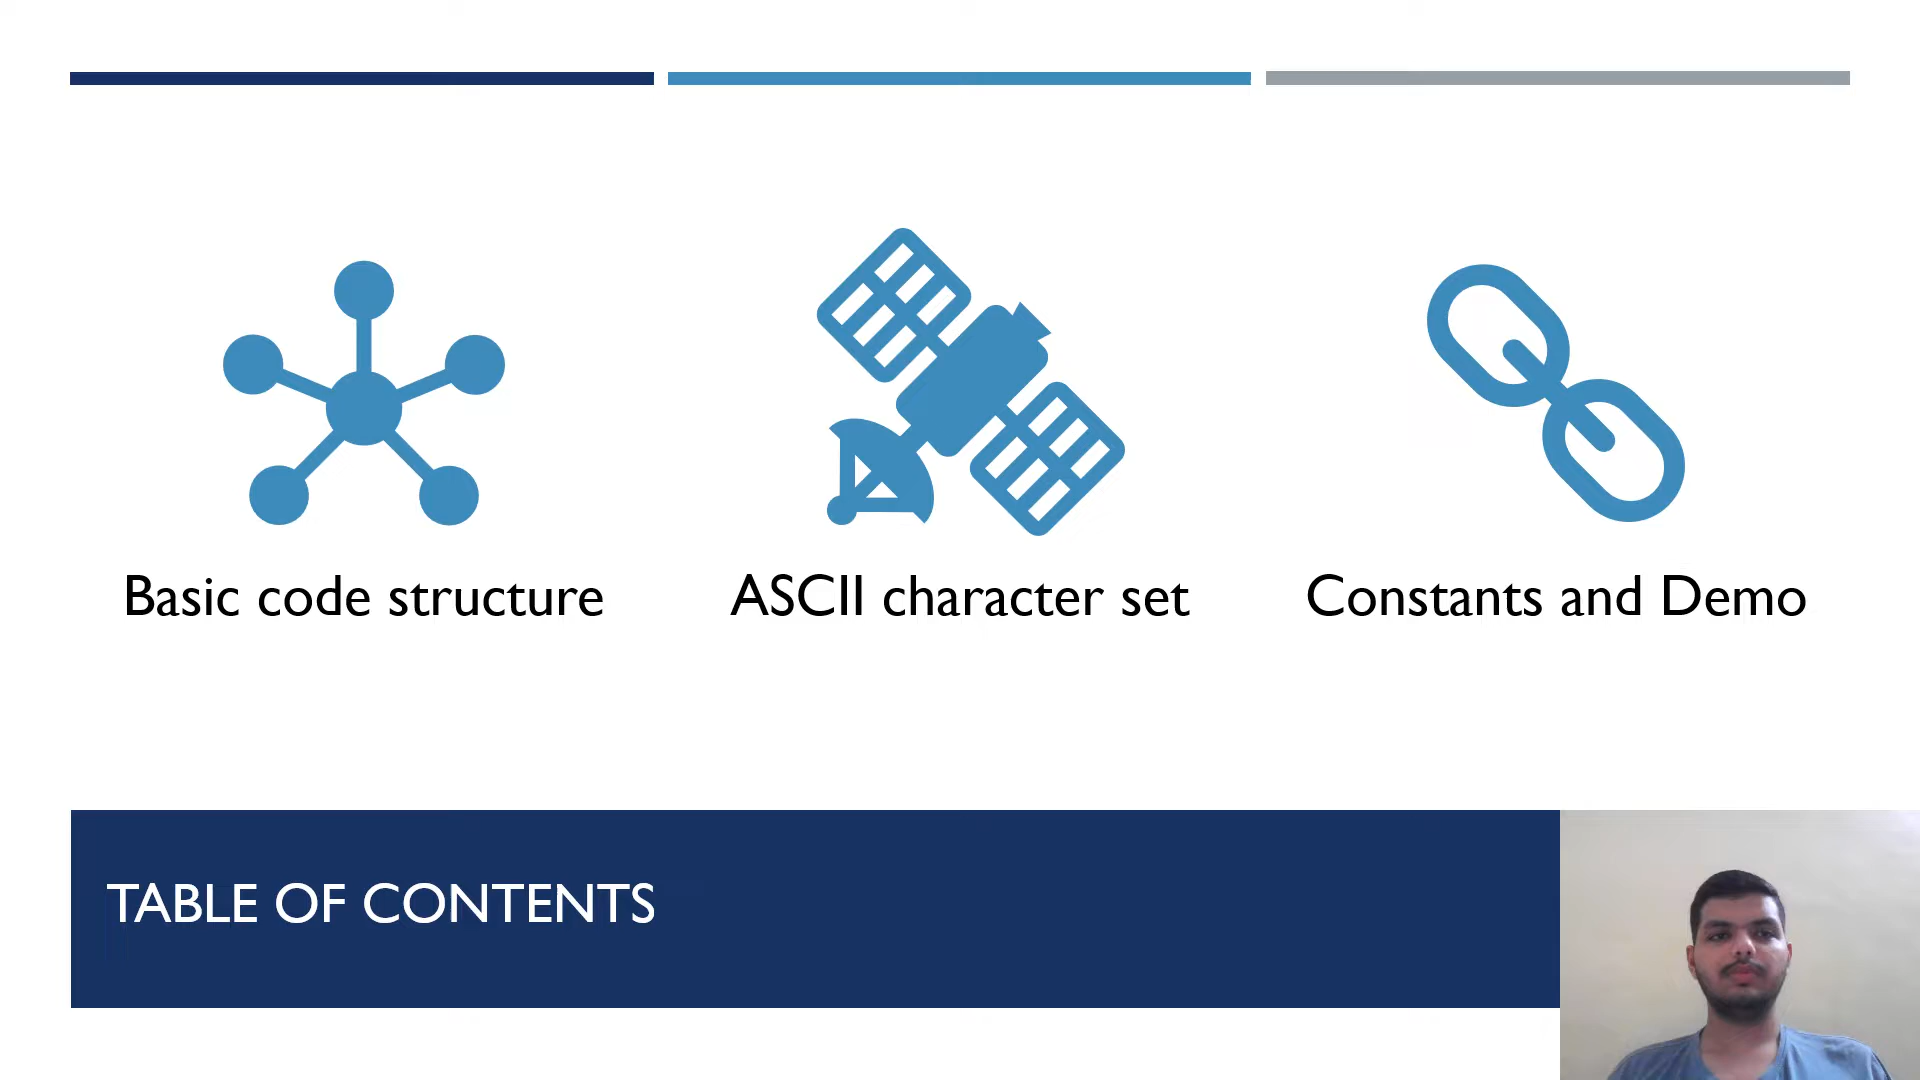 Basic code structure
ASCII character set
Constants and Demo
TABLE OF CONTENTS